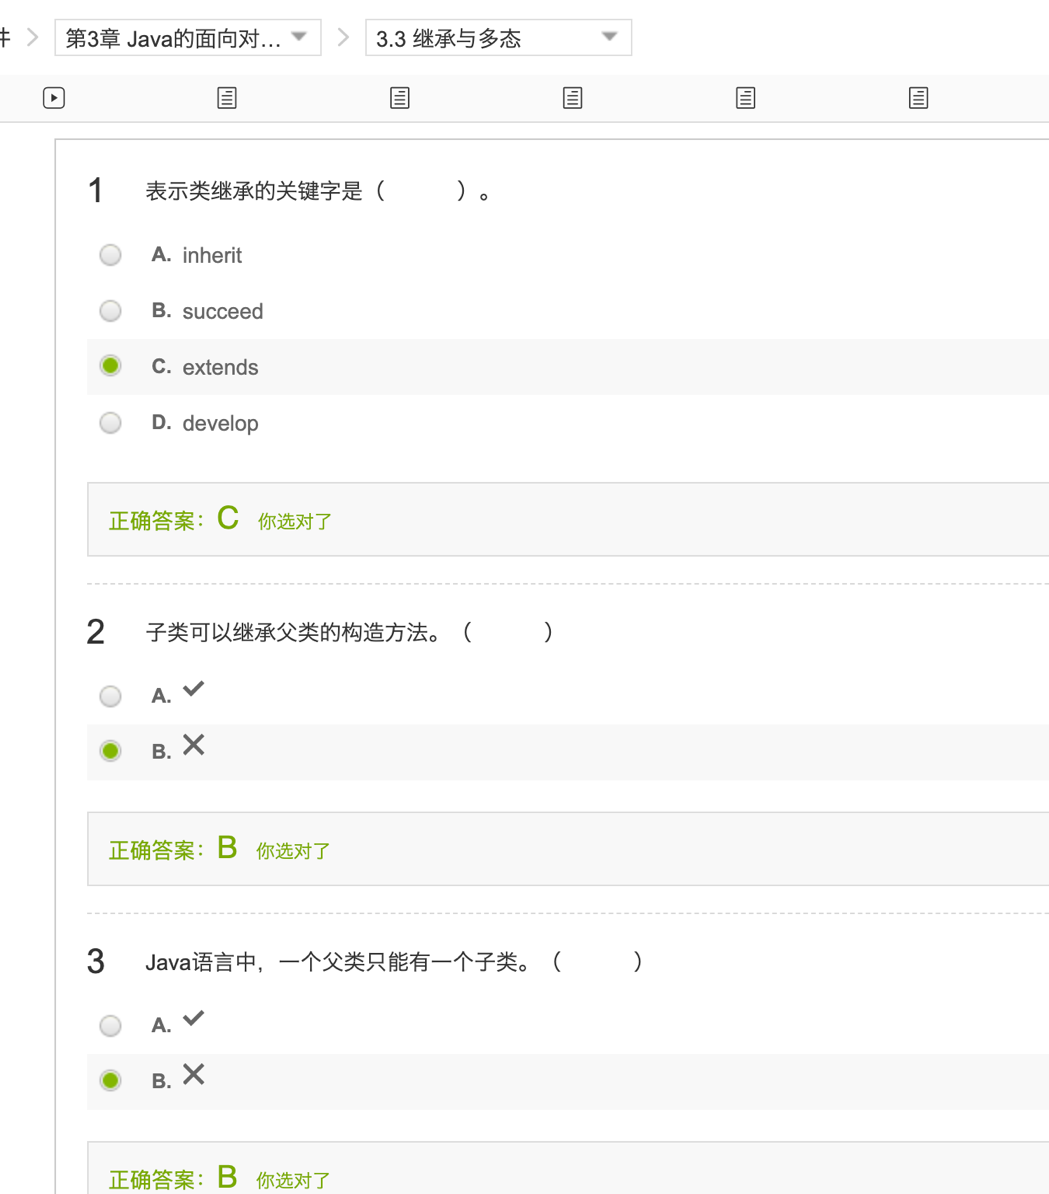 件 第3章 Java的面向对... 3.3 继承与多态
1 表示类继承的关键字是（ ）。
A. inherit
B. succeed
C. extends
D. develop
正确答案：C 你选对了
2 子类可以继承父类的构造方法。（ ）
A.
B.
正确答案：B 你选对了
3 Java语言中，一个父类只能有一个子类。（ ）
A.
B.
正确答案：B 你选对了